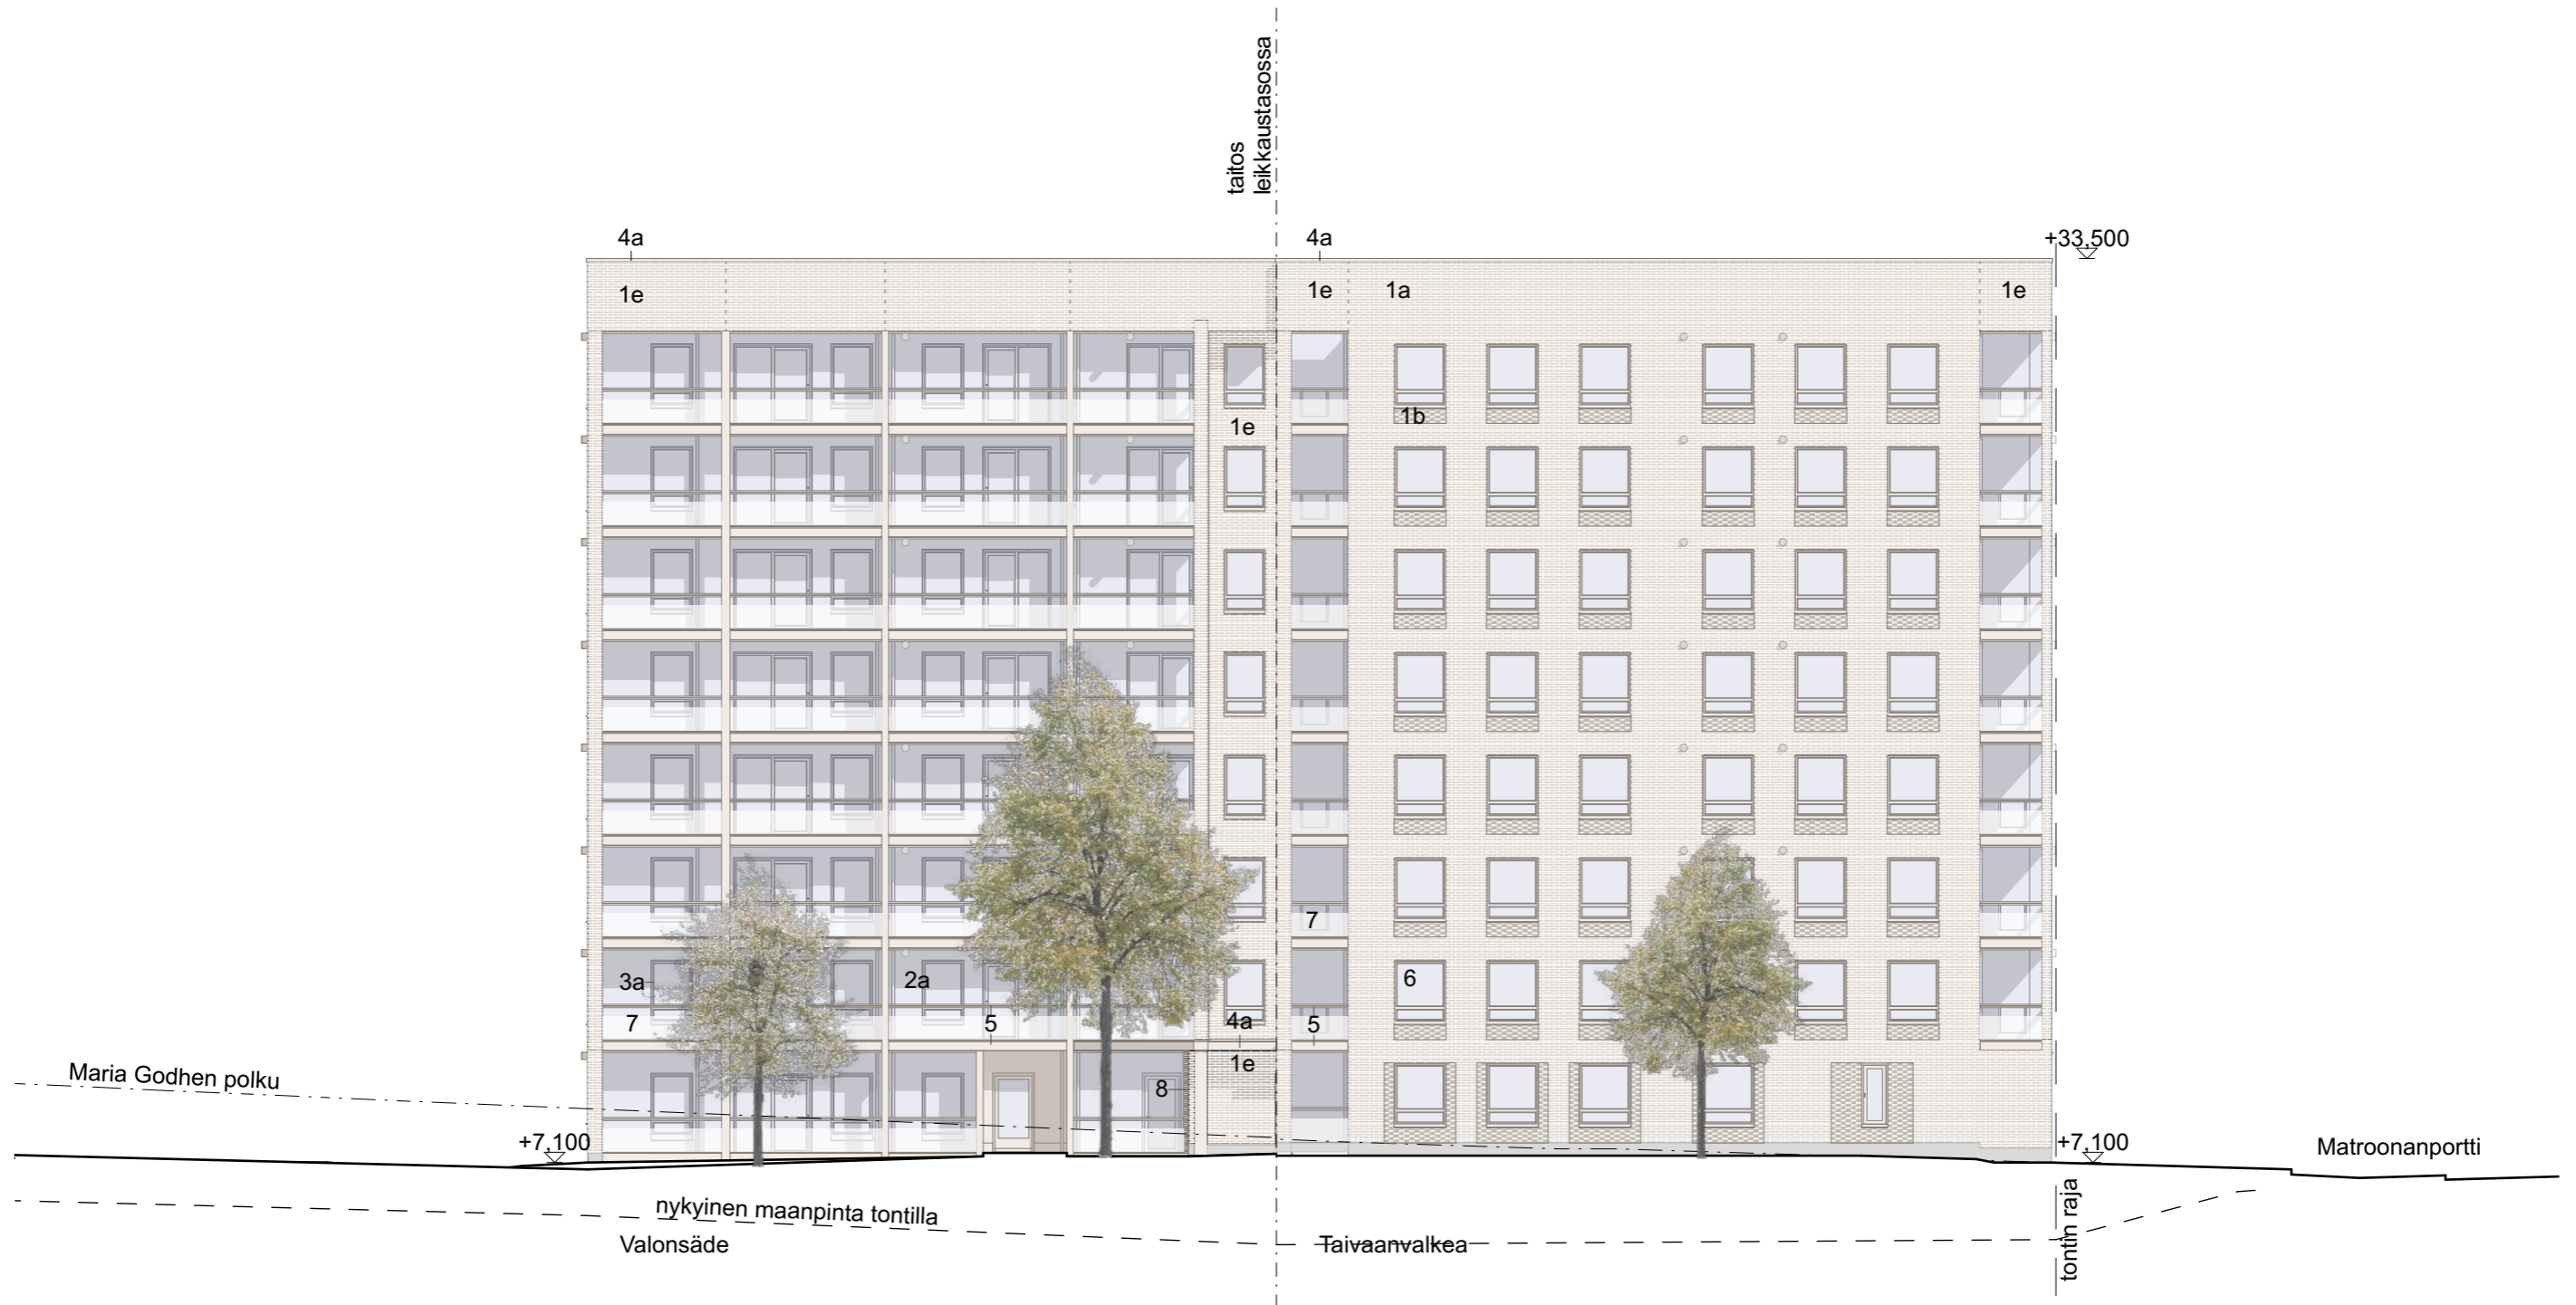 taitos
leikkaustasossa
4a
4a
+33,500
1e
1e
1a
1e
1b
1e
7
3a
2a
6
7
5
4a
5
1e
8
Maria Godhen polku
+7,100
+7,100
Matroonanportti
nykyinen maanpinta tontilla
Valonsäde
Taivaanvalkea
tontin raja